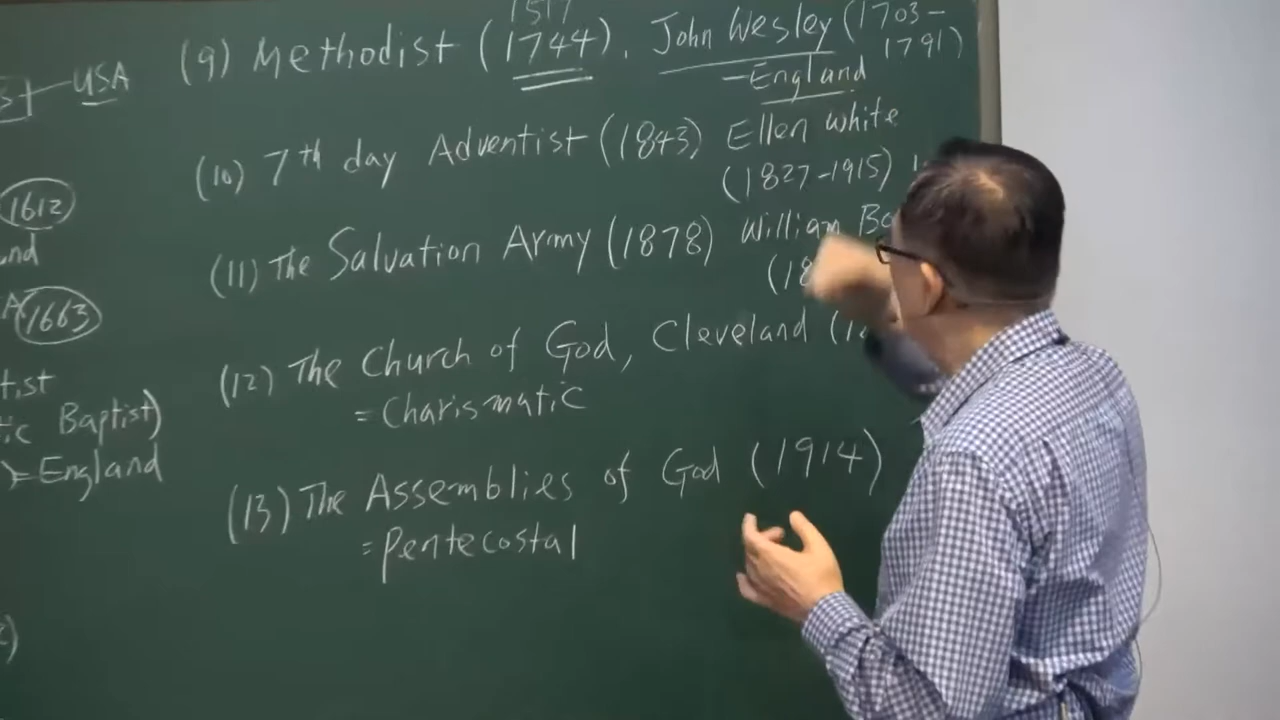 1517
(9) Methodist (1744). John Wesley (1703-
1791)
-England
USA
(10) 7th day Adventist (1843) Ellen White
(1827-1915)
1612
(11) The Salvation Army (1878) William
1663
(12) The Church of God, Cleveland
= Charismatic
Baptist)
England
(13) The Assemblies of God (1914)
= pentecostal